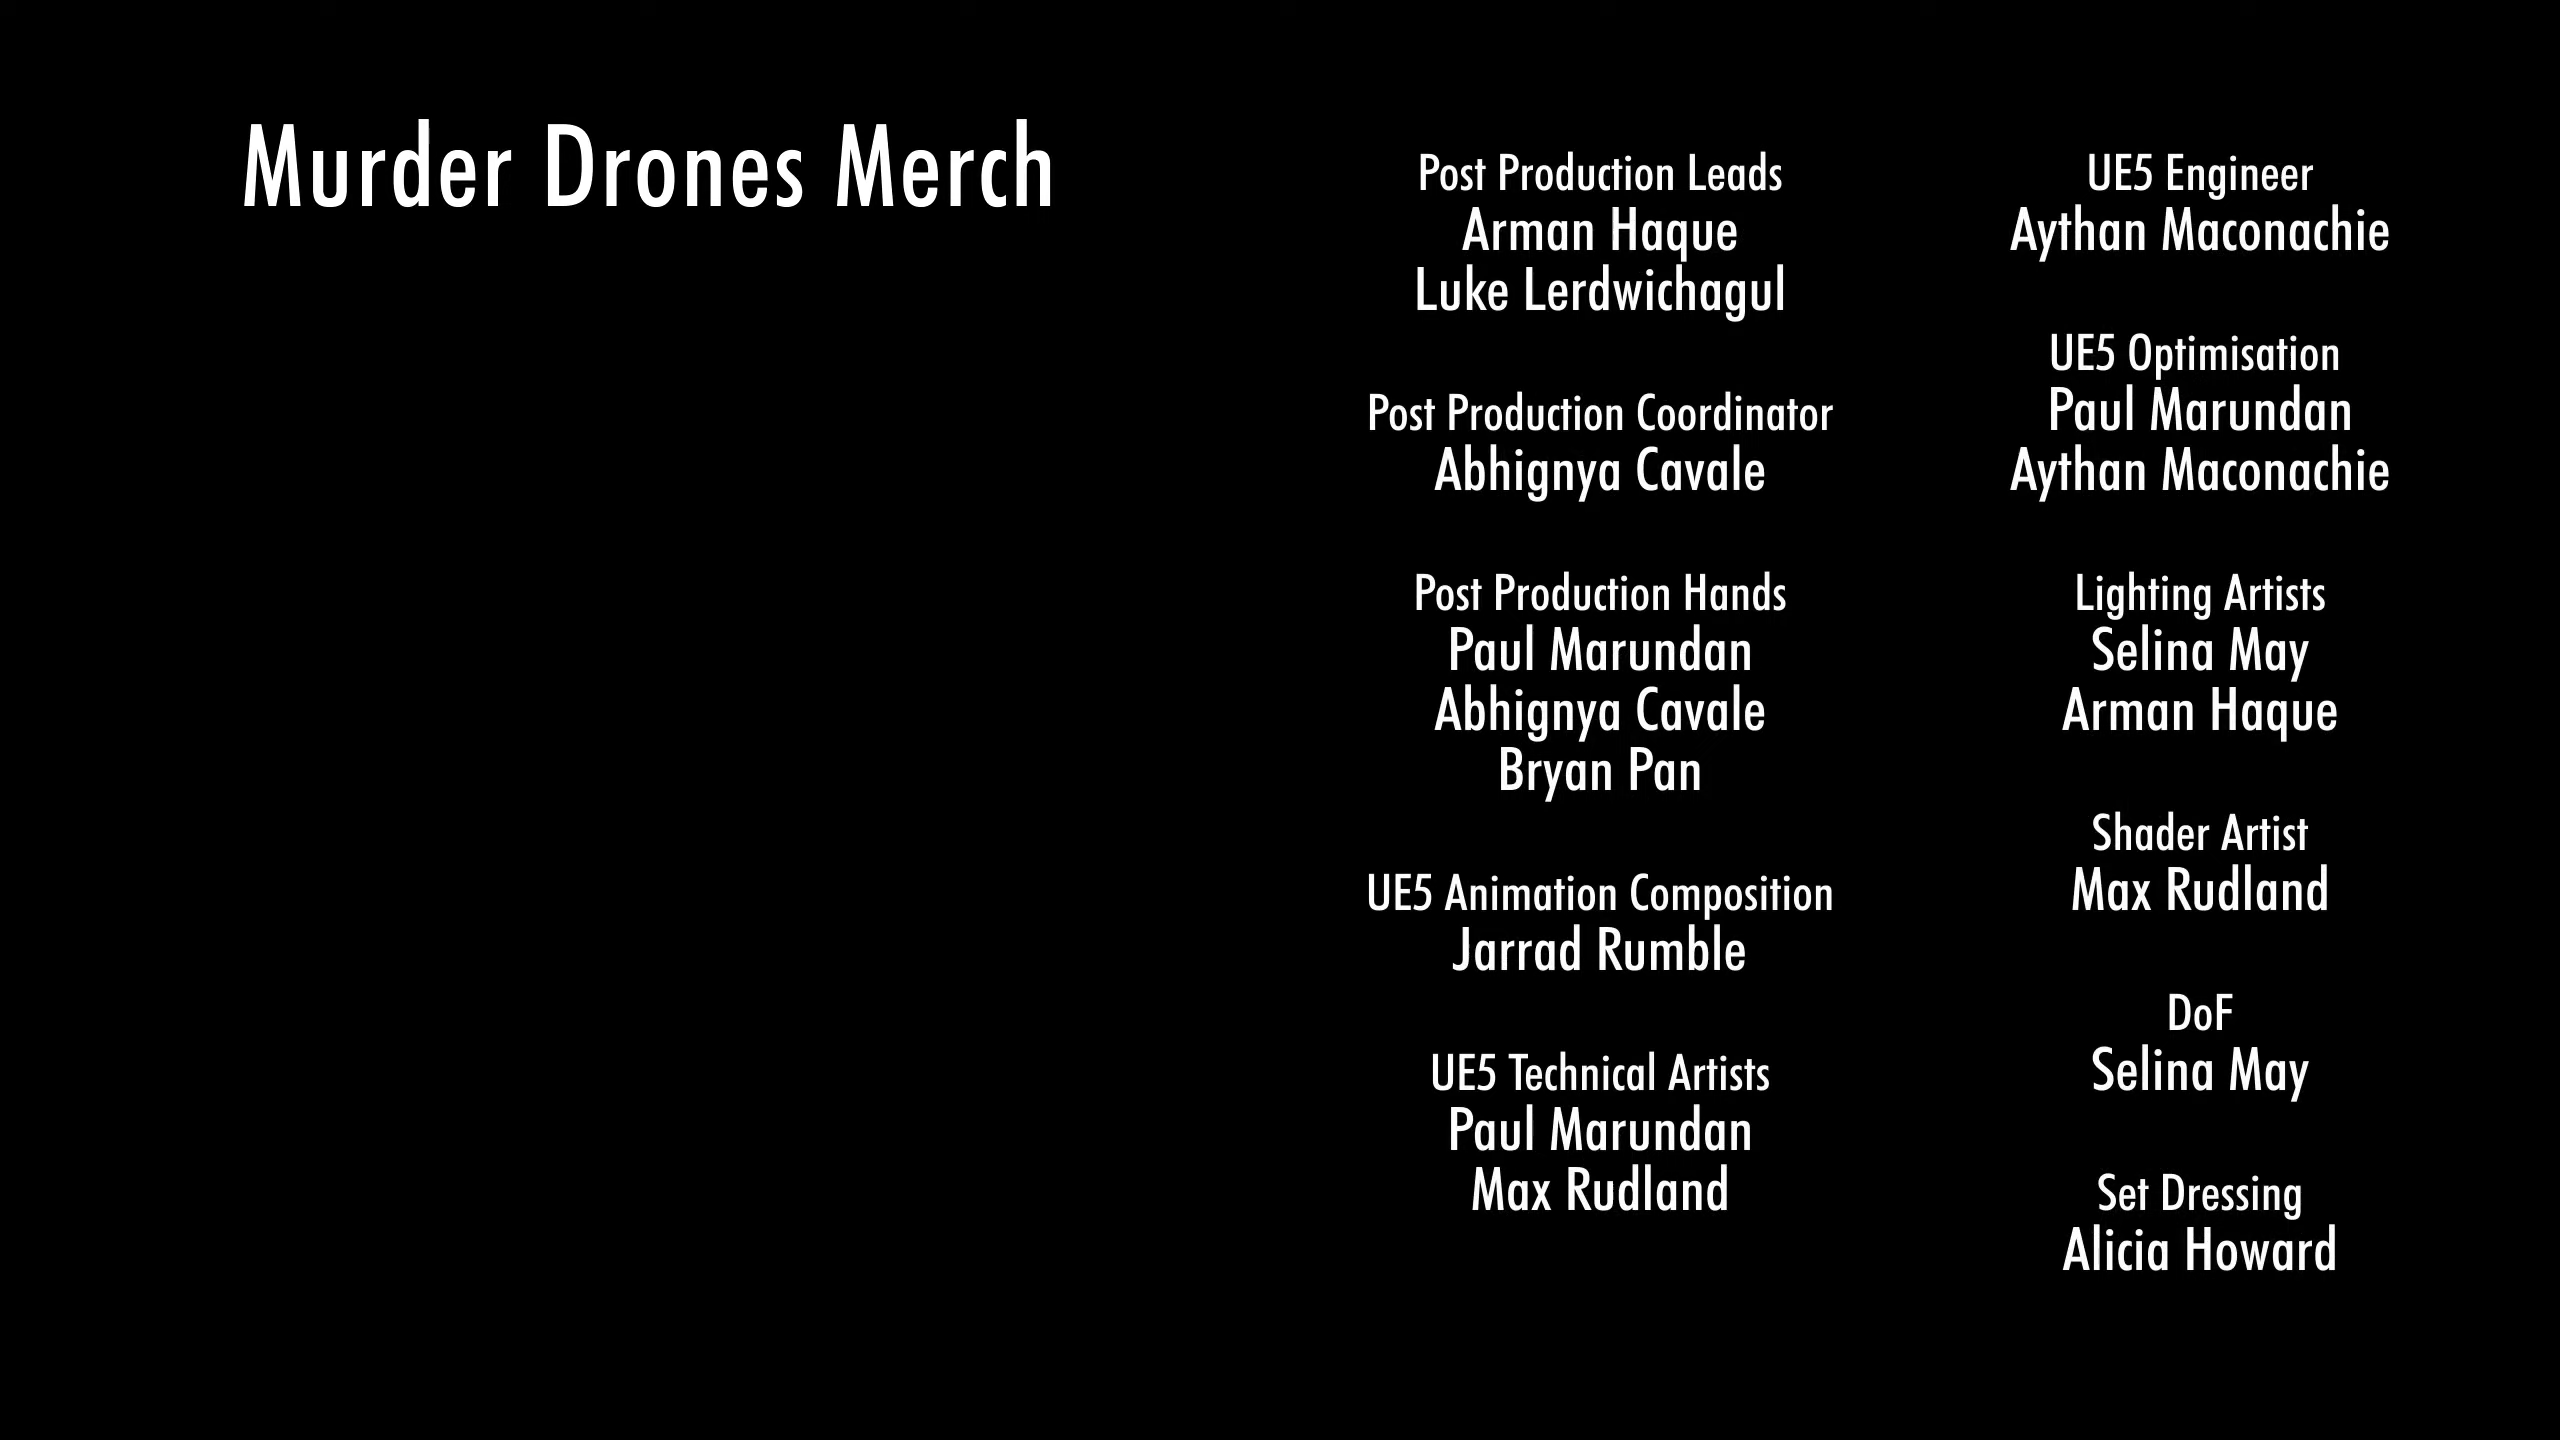 Murder Drones Merch
Post Production Leads
Arman Haque
Luke Lerdwichagul
Post Production Coordinator
Abhignya Cavale
Post Production Hands
Paul Marundan
Abhignya Cavale
Bryan Pan
UE5 Animation Composition
Jarrad Rumble
UE5 Technical Artists
Paul Marundan
Max Rudland
UE5 Engineer
Aythan Maconachie
UE5 Optimisation
Paul Marundan
Aythan Maconachie
Lighting Artists
Selina May
Arman Haque
Shader Artist
Max Rudland
DoF
Selina May
Set Dressing
Alicia Howard